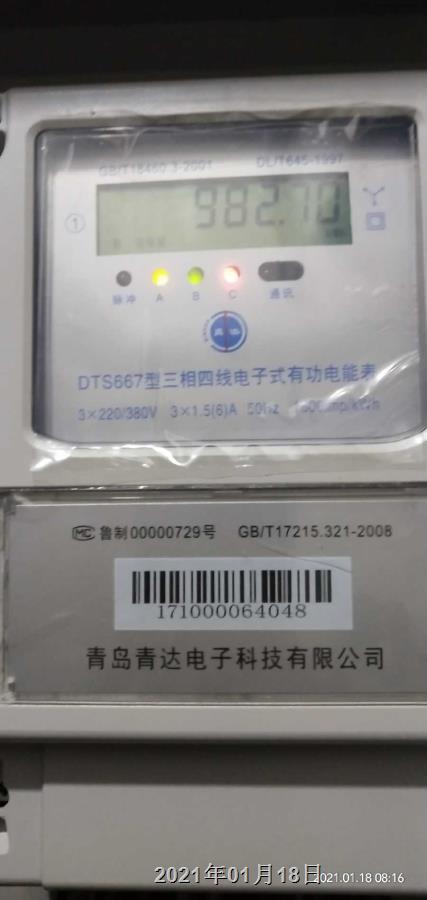 GB/T18460.3-2001 DL/T645-1997
982.70
①
脉冲 A B C 通讯
DTS667型三相四线电子式有功电能表
3×220/380V 3×1.5(6)A 50Hz
MC 鲁制00000729号 GB/T17215.321-2008
171000064048
青岛青达电子科技有限公司
2021年01月18日
2021.01.18 08:16